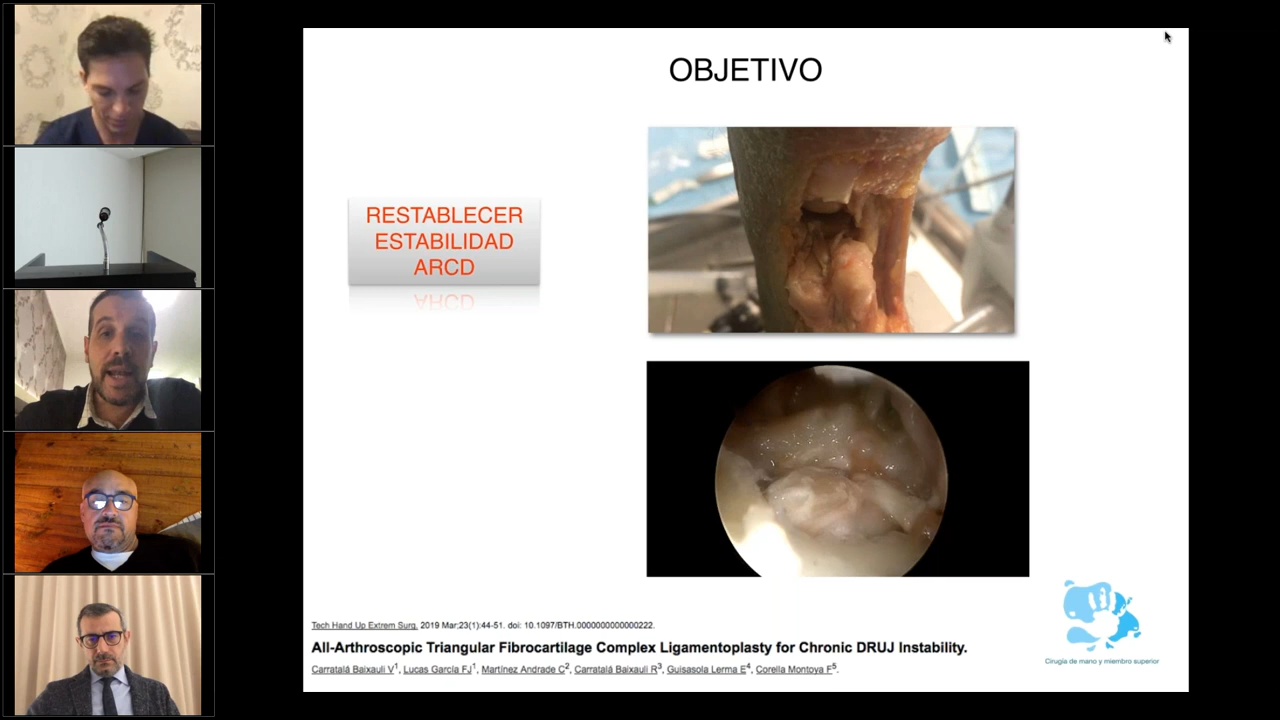 OBJETIVO
RESTABLECER
ESTABILIDAD
ARCD
Tech Hand Up Extrem Surg. 2019 Mar;23(1):44-51. doi: 10.1097/BTH.0000000000000222.
All-Arthroscopic Triangular Fibrocartilage Complex Ligamentoplasty for Chronic DRUJ Instability.
Carratalá Baixauli V1, Lucas García FJ1, Martínez Andrade C2, Carratalá Baixauli R3, Guisasola Lerma E4, Corella Montoya F5.
Cirugía de mano y miembro superior